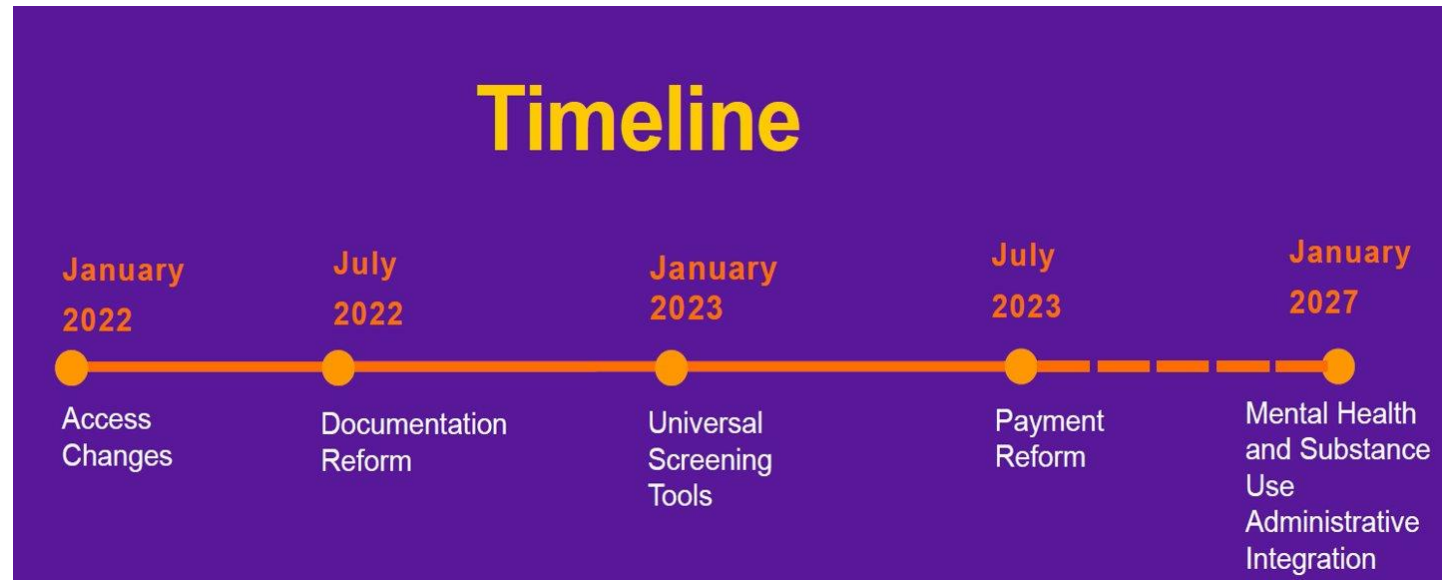 Timeline
January
2022
July
2022
January
2023
July
2023
January
2027
Access
Changes
Documentation
Reform
Universal
Screening
Tools
Payment
Reform
Mental Health
and Substance
Use
Administrative
Integration